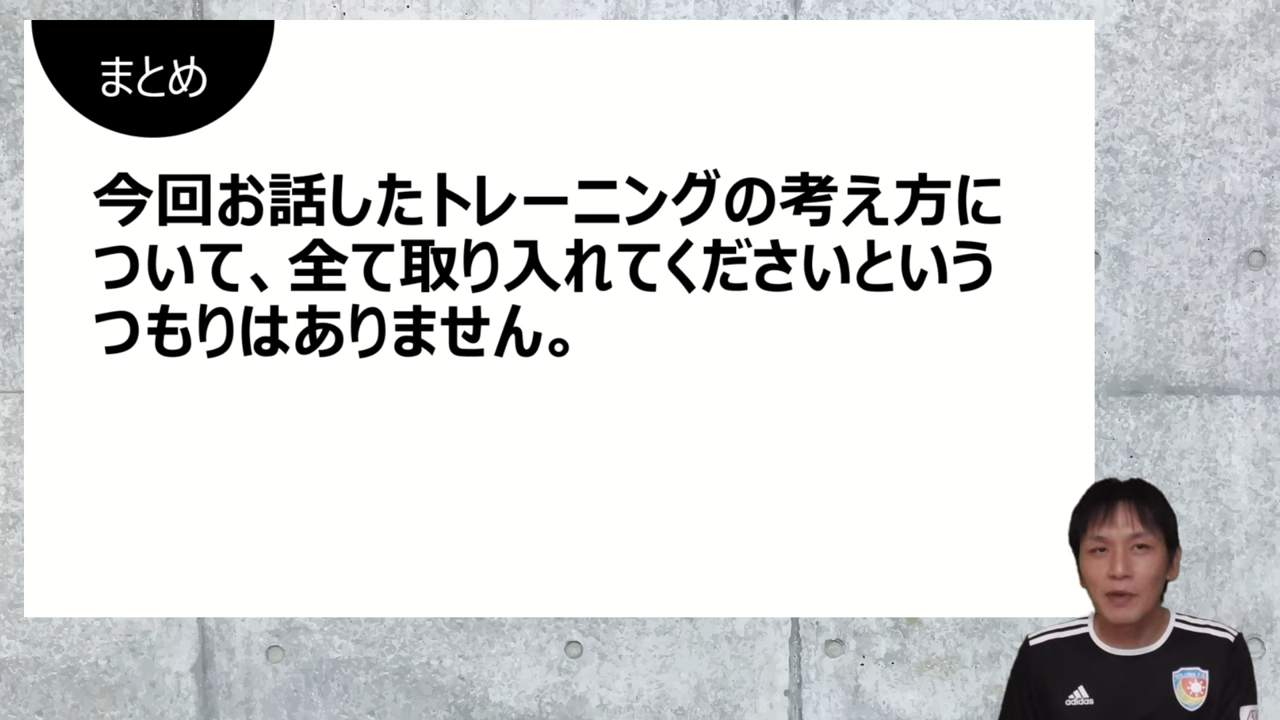 まとめ
今回お話したトレーニングの考え方に
ついて、全て取り入れてくださいという
つもりはありません。
adidas